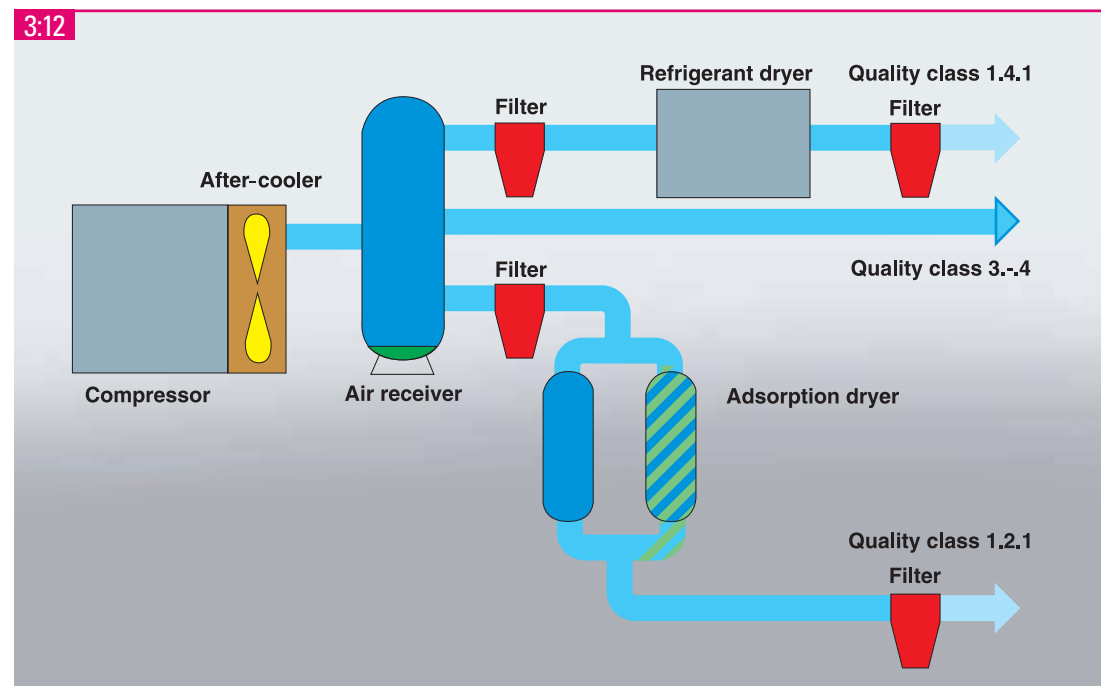 3:12
Refrigerant dryer
Quality class 1.4.1
Filter
Filter
After-cooler
Filter
Quality class 3.-.4
Compressor
Air receiver
Adsorption dryer
Quality class 1.2.1
Filter